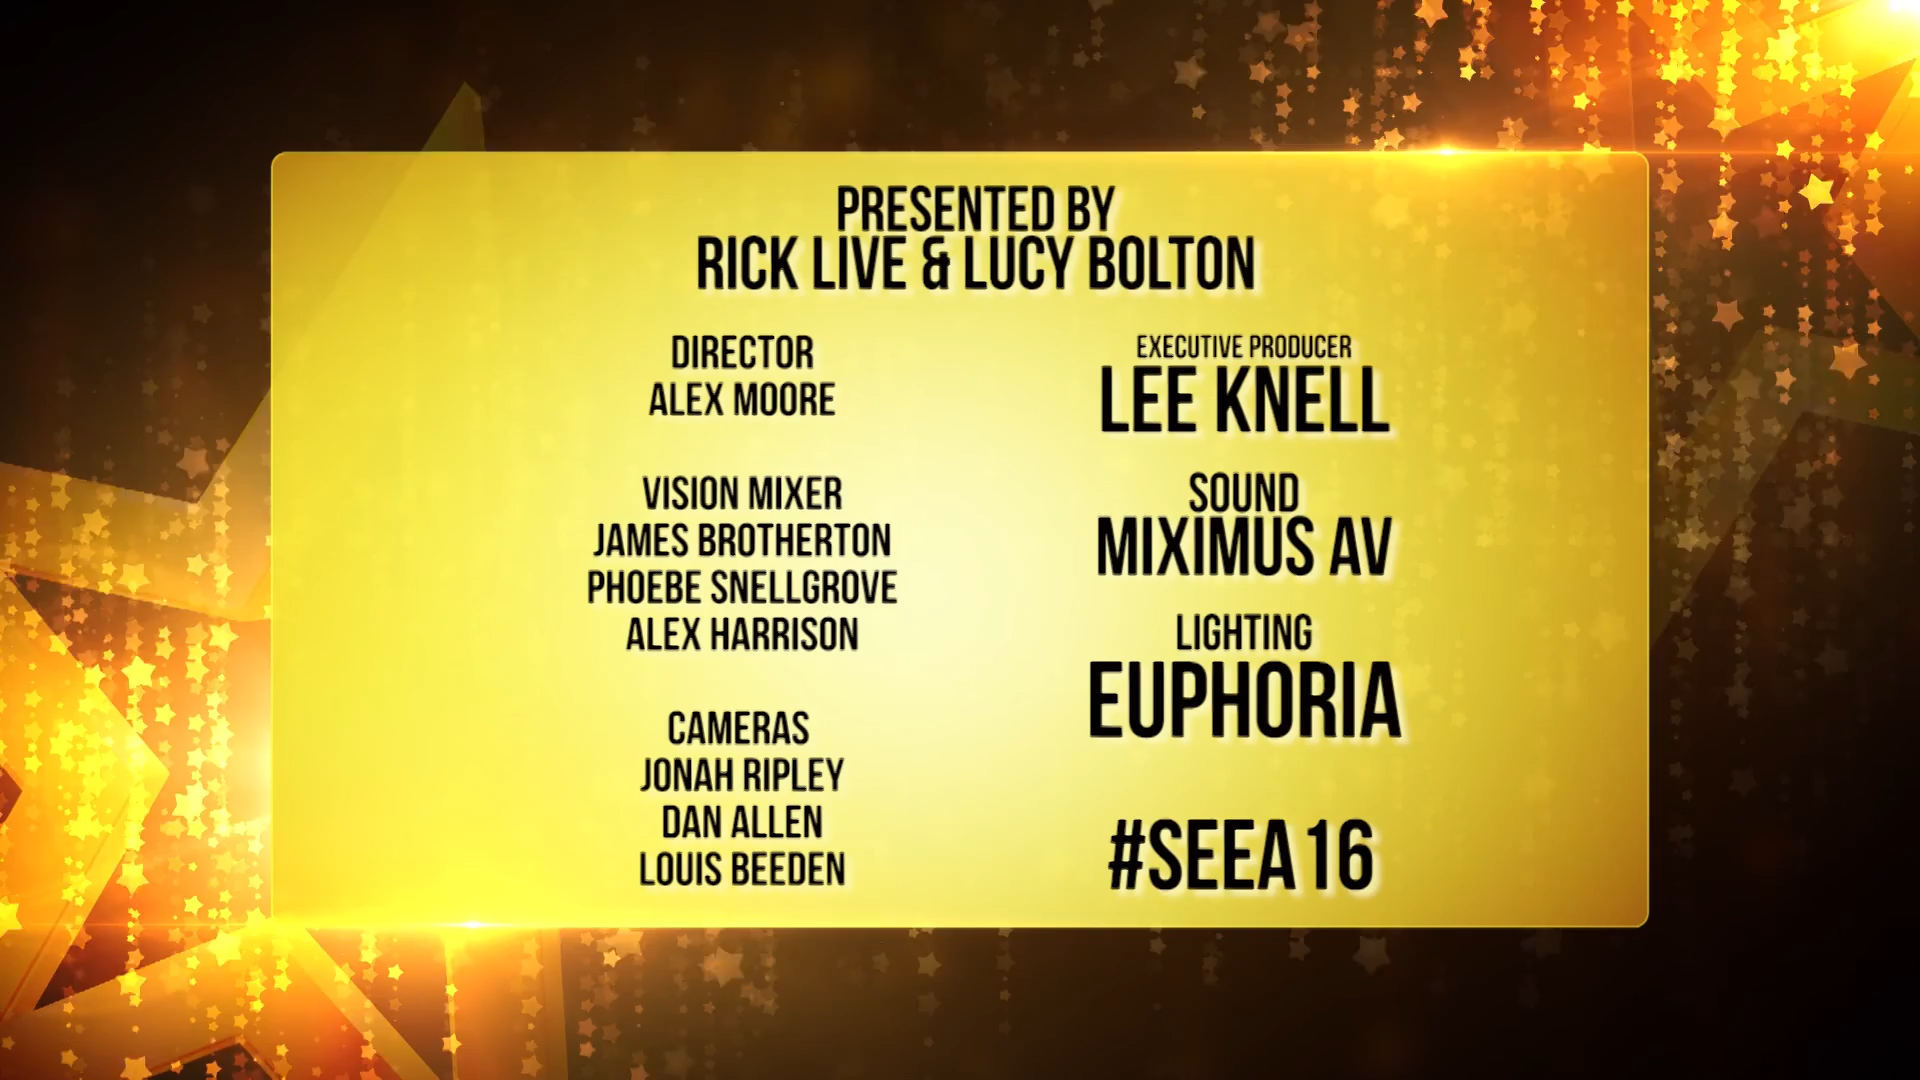 PRESENTED BY
RICK LIVE & LUCY BOLTON
DIRECTOR
ALEX MOORE
VISION MIXER
JAMES BROTHERTON
PHOEBE SNELLGROVE
ALEX HARRISON
CAMERAS
JONAH RIPLEY
DAN ALLEN
LOUIS BEEDEN
EXECUTIVE PRODUCER
LEE KNELL
SOUND
MIXIMUS AV
LIGHTING
EUPHORIA
#SEEA16